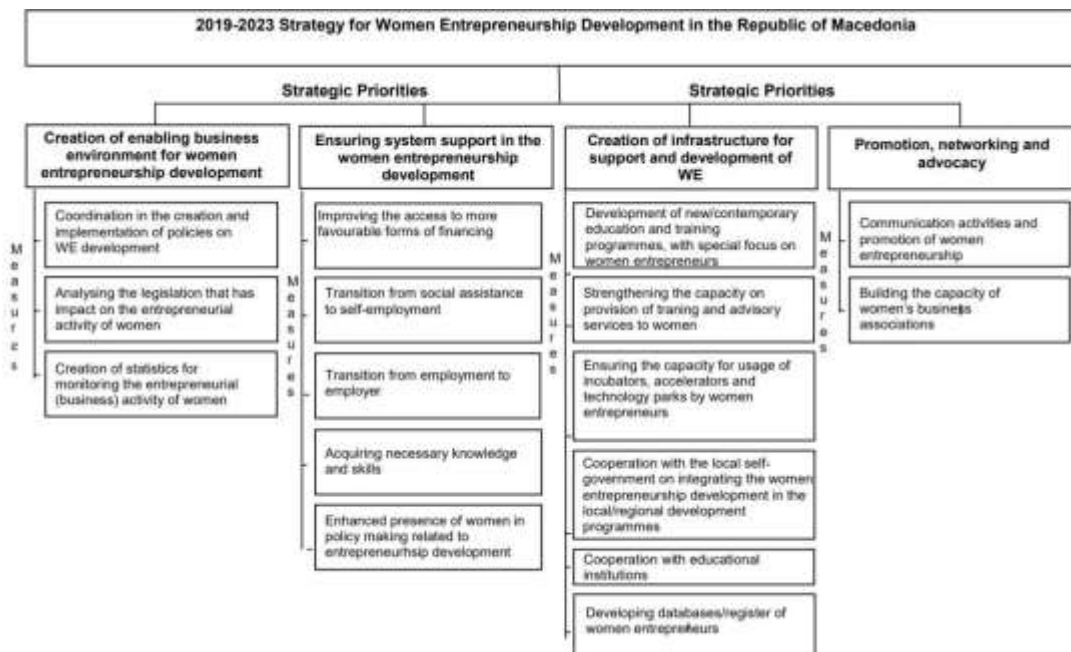 2019-2023 Strategy for Women Entrepreneurship Development in the Republic of Macedonia
Strategic Priorities
Strategic Priorities
Creation of enabling business
environment for women
entrepreneurship development
Measures
Coordination in the creation and
implementation of policies on
WE development
Analysing the legislation that has
impact on the entrepreneurial
activity of women
Creation of statistics for
monitoring the entrepreneurial
(business) activity of women
Ensuring system support in the
women entrepreneurship
development
Measures
Improving the access to more
favourable forms of financing
Transition from social assistance
to self-employment
Transition from employment to
employer
Acquiring necessary knowledge
and skills
Enhanced presence of women in
policy making related to
entrepreneurhsip development
Creation of infrastructure for
support and development of
WE
Measures
Development of new/contemporary
education and training
programmes, with special focus on
women entrepreneurs
Strengthening the capacity on
provision of traning and advisory
services to women
Ensuring the capacity for usage of
incubators, accelerators and
technology parks by women
entrepreneurs
Cooperation with the local self-
government on integrating the women
entrepreneurship development in the
local/regional development
programmes
Cooperation with educational
institutions
Developing databases/register of
women entrepreneurs
Promotion, networking and
advocacy
Measures
Communication activities and
promotion of women
entrepreneurship
Building the capacity of
women's business
associations